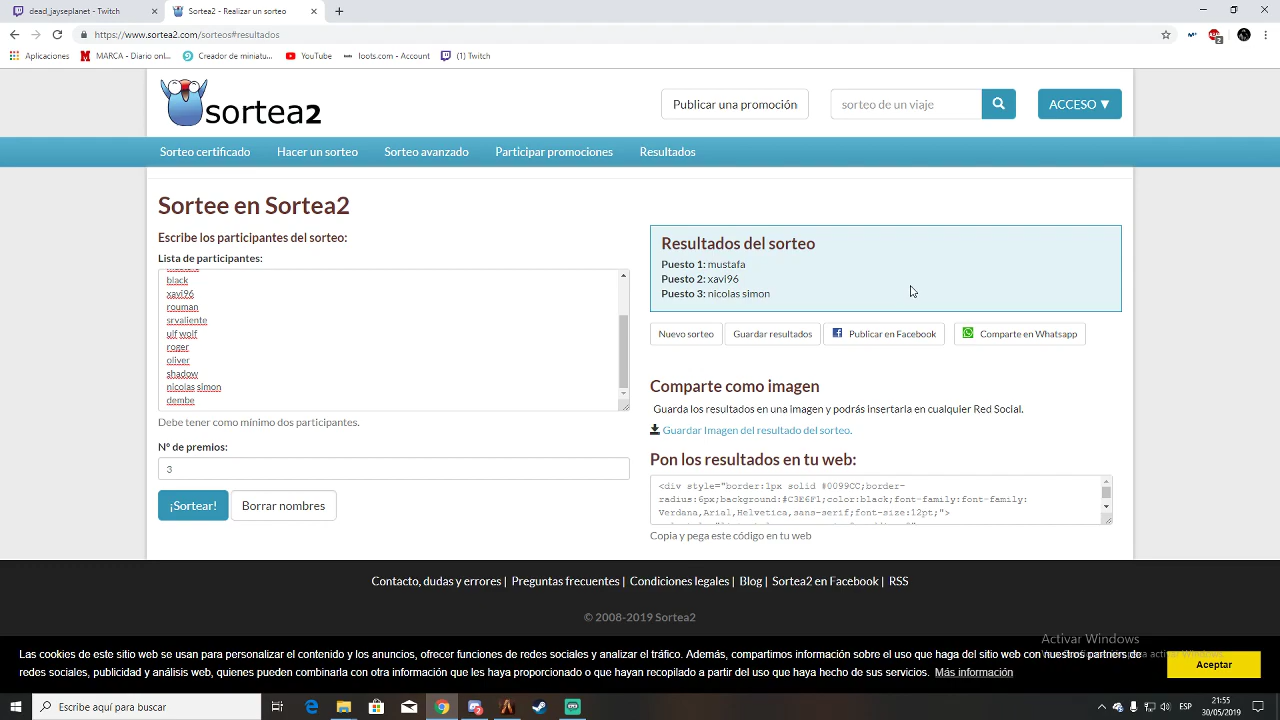 dead_jayseplanet - Twitch
Sortea2 - Realizar un sorteo
https://www.sortea2.com/sorteos#resultados
Aplicaciones
MARCA - Diario onl...
Creador de miniatu...
YouTube
loots.com - Account
(1) Twitch
sortea2
Publicar una promoción
sorteo de un viaje
ACCESO ▼
Sorteo certificado
Hacer un sorteo
Sorteo avanzado
Participar promociones
Resultados
Sortee en Sortea2
Escribe los participantes del sorteo:
Lista de participantes:
black
xavi96
rouman
srvaliente
ulf wolf
roger
oliver
shadow
nicolas simon
dembe
Debe tener como mínimo dos participantes.
Nº de premios:
3
¡Sortear!
Borrar nombres
Resultados del sorteo
Puesto 1: mustafa
Puesto 2: xavi96
Puesto 3: nicolas simon
Nuevo sorteo
Guardar resultados
Publicar en Facebook
Comparte en Whatsapp
Comparte como imagen
Guarda los resultados en una imagen y podrás insertarla en cualquier Red Social.
Guardar Imagen del resultado del sorteo.
Pon los resultados en tu web:
<div style="border:1px solid #0099CC;border-
radius:6px;background:#C3E6F1;color:black;font-family:font-family:
Verdana,Arial,Helvetica,sans-serif;font-size:12pt;">
Copia y pega este código en tu web
Contacto, dudas y errores | Preguntas frecuentes | Condiciones legales | Blog | Sortea2 en Facebook | RSS
© 2008-2019 Sortea2
Activar Windows
Las cookies de este sitio web se usan para personalizar el contenido y los anuncios, ofrecer funciones de redes sociales y analizar el tráfico. Además, compartimos información sobre el uso que haga del sitio web con nuestros partners de
redes sociales, publicidad y análisis web, quienes pueden combinarla con otra información que les haya proporcionado o que hayan recopilado a partir del uso que haya hecho de sus servicios. Más información
Aceptar
Escribe aquí para buscar
ESP
21:55
30/05/2019